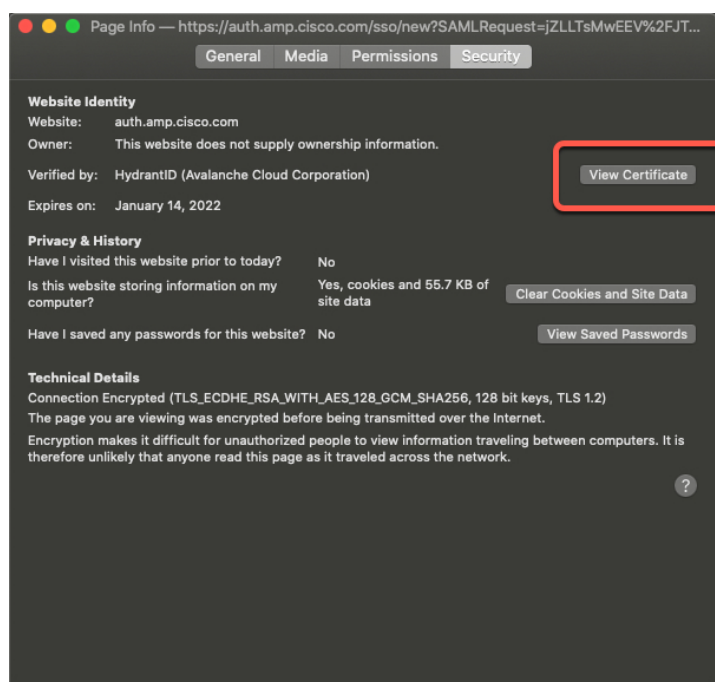 Page Info — https://auth.amp.cisco.com/sso/new?SAMLRequest=jZLLTsMwEEV%2FJT...
General Media Permissions Security
Website Identity
Website: auth.amp.cisco.com
Owner: This website does not supply ownership information.
Verified by: HydrantID (Avalanche Cloud Corporation) View Certificate
Expires on: January 14, 2022
Privacy & History
Have I visited this website prior to today? No
Is this website storing information on my Yes, cookies and 55.7 KB of Clear Cookies and Site Data
computer? site data
Have I saved any passwords for this website? No View Saved Passwords
Technical Details
Connection Encrypted (TLS_ECDHE_RSA_WITH_AES_128_GCM_SHA256, 128 bit keys, TLS 1.2)
The page you are viewing was encrypted before being transmitted over the Internet.
Encryption makes it difficult for unauthorized people to view information traveling between computers. It is
therefore unlikely that anyone read this page as it traveled across the network.
?